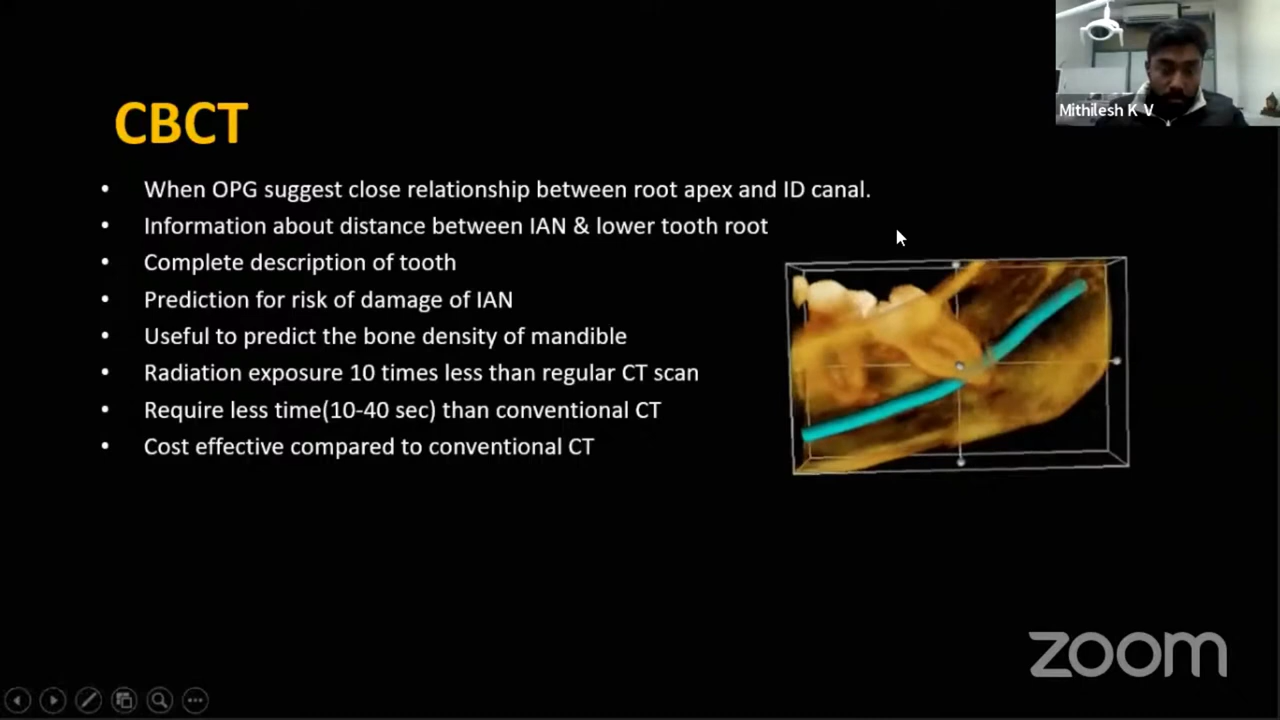 Mithilesh K V
CBCT
• When OPG suggest close relationship between root apex and ID canal.
• Information about distance between IAN & lower tooth root
• Complete description of tooth
• Prediction for risk of damage of IAN
• Useful to predict the bone density of mandible
• Radiation exposure 10 times less than regular CT scan
• Require less time(10-40 sec) than conventional CT
• Cost effective compared to conventional CT
zoom